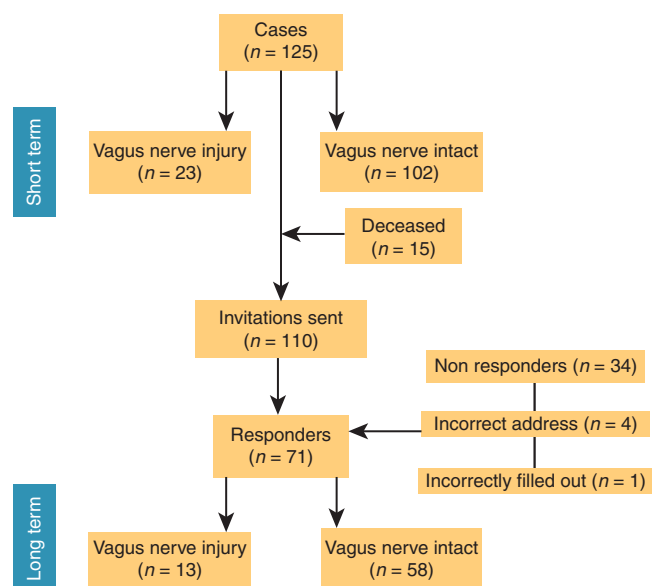 Cases
(n = 125)
Short term
Vagus nerve injury
(n = 23)
Vagus nerve intact
(n = 102)
Deceased
(n = 15)
Invitations sent
(n = 110)
Non responders (n = 34)
Incorrect address (n = 4)
Incorrectly filled out (n = 1)
Responders
(n = 71)
Long term
Vagus nerve injury
(n = 13)
Vagus nerve intact
(n = 58)